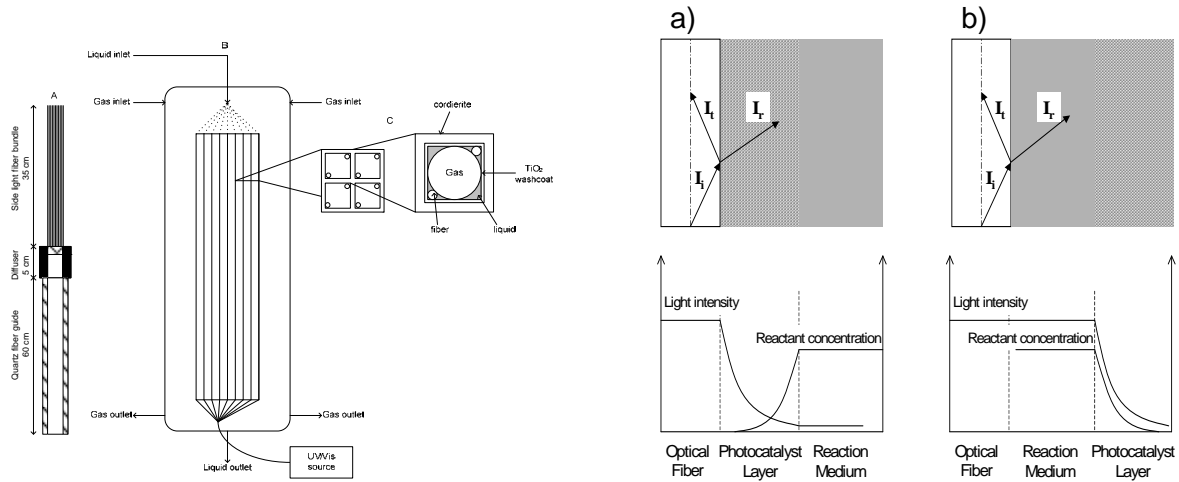 A
Side light fiber bundle
35 cm
Diffuser
5 cm
Quartz fiber guide
60 cm
B
Liquid inlet
Gas inlet
Gas inlet
C
cordierite
Gas
TiO2
washcoat
fiber
liquid
Gas outlet
Gas outlet
Liquid outlet
UV/Vis
source
a)
It
Ir
Ii
Light intensity
Reactant concentration
Optical
Fiber
Photocatalyst
Layer
Reaction
Medium
b)
It
Ir
Ii
Light intensity
Reactant concentration
Optical
Fiber
Reaction
Medium
Photocatalyst
Layer